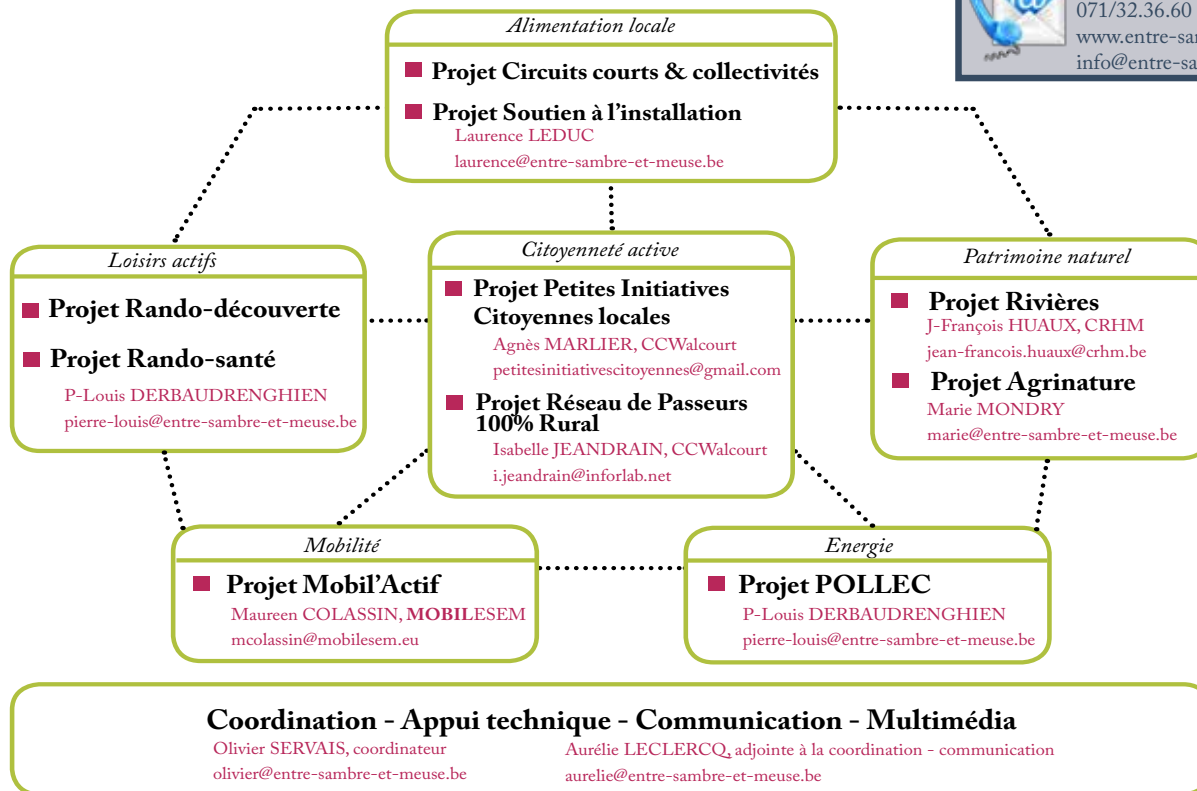 071/32.36.60
www.entre-sa
info@entre-sa
Alimentation locale
Projet Circuits courts & collectivités
Projet Soutien à l'installation
Laurence LEDUC
laurence@entre-sambre-et-meuse.be
Loisirs actifs
Projet Rando-découverte
Projet Rando-santé
P-Louis DERBAUDRENGHIEN
pierre-louis@entre-sambre-et-meuse.be
Citoyenneté active
Projet Petites Initiatives
Citoyennes locales
Agnès MARLIER, CCWalcourt
petitesinitiativescitoyennes@gmail.com
Projet Réseau de Passeurs
100% Rural
Isabelle JEANDRAIN, CCWalcourt
i.jeandrain@inforlab.net
Patrimoine naturel
Projet Rivières
J-François HUAUX, CRHM
jean-francois.huaux@crhm.be
Projet Agrinature
Marie MONDRY
marie@entre-sambre-et-meuse.be
Mobilité
Projet Mobil'Actif
Maureen COLASSIN, MOBILESEM
mcolassin@mobilesem.eu
Energie
Projet POLLEC
P-Louis DERBAUDRENGHIEN
pierre-louis@entre-sambre-et-meuse.be
Coordination - Appui technique - Communication - Multimédia
Olivier SERVAIS, coordinateur
olivier@entre-sambre-et-meuse.be
Aurélie LECLERCQ, adjointe à la coordination - communication
aurelie@entre-sambre-et-meuse.be